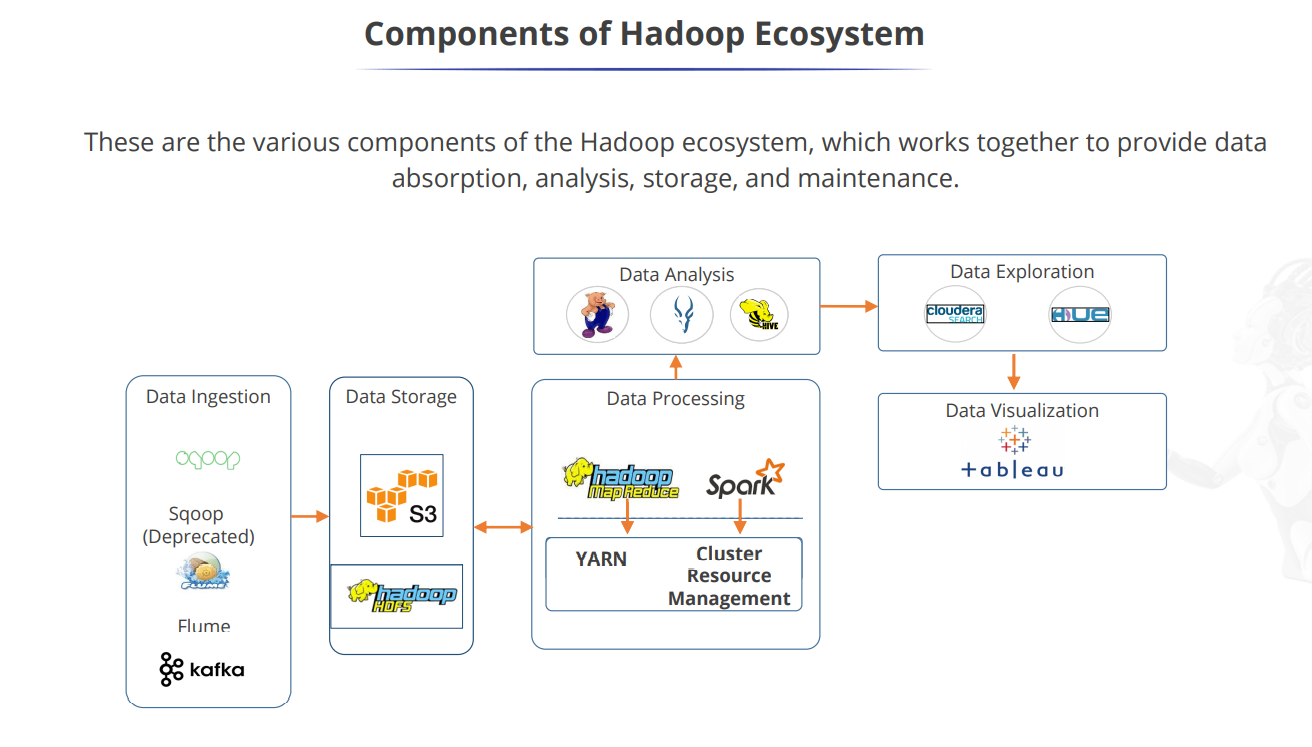 Components of Hadoop Ecosystem
These are the various components of the Hadoop ecosystem, which works together to provide data
absorption, analysis, storage, and maintenance.
Data Ingestion
sqoop
Sqoop
(Deprecated)
FLUME
Flume
kafka
Data Storage
S3
hadoop
HDFS
Data Processing
hadoop
Map Reduce
Spark
YARN
Cluster
Resource
Management
Data Analysis
HIVE
Data Exploration
cloudera
SEARCH
HUE
Data Visualization
+ableau